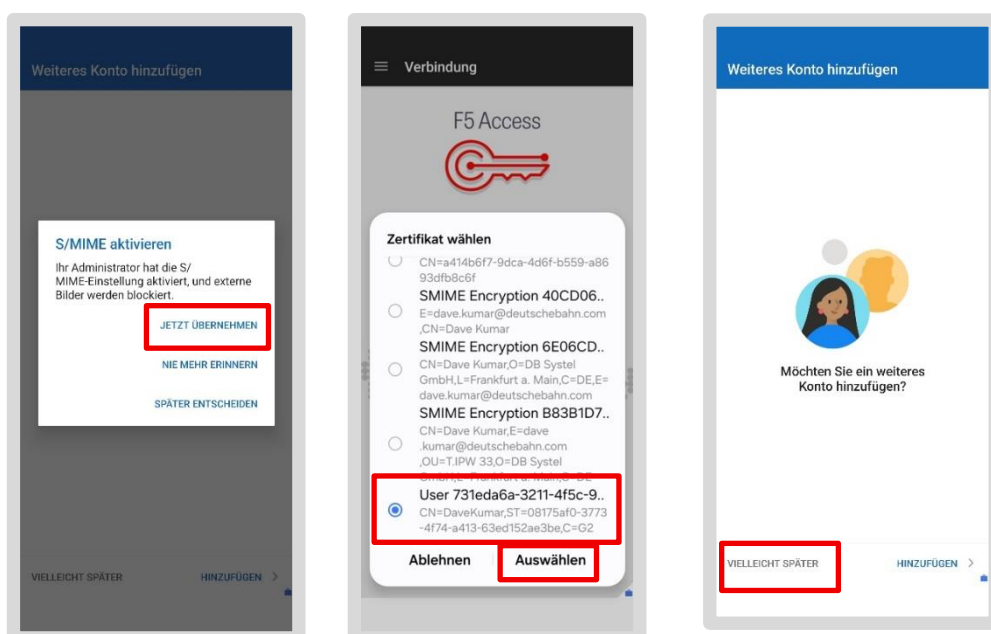 Weiteres Konto hinzufügen
S/MIME aktivieren
Ihr Administrator hat die S/
MIME-Einstellung aktiviert, und externe
Bilder werden blockiert.
JETZT ÜBERNEHMEN
NIE MEHR ERINNERN
SPÄTER ENTSCHEIDEN
VIELLEICHT SPÄTER
HINZUFÜGEN
Verbindung
F5 Access
Zertifikat wählen
CN=a414b6f7-9dca-4d6f-b559-a86
93dfb8c6f
SMIME Encryption 40CD06..
E=dave.kumar@deutschebahn.com
,CN=Dave Kumar
SMIME Encryption 6E06CD..
CN=Dave Kumar,O=DB Systel
GmbH,L=Frankfurt a. Main,C=DE,E=
dave.kumar@deutschebahn.com
SMIME Encryption B83B1D7..
CN=Dave Kumar,E=dave
.kumar@deutschebahn.com
,OU=T.IPW 33,O=DB Systel
GmbH,L=Frankfurt a. Main,C=DE
User 731eda6a-3211-4f5c-9..
CN=DaveKumar,ST=08175af0-3773
-4f74-a413-63ed152ae3be,C=G2
Ablehnen
Auswählen
Weiteres Konto hinzufügen
Möchten Sie ein weiteres
Konto hinzufügen?
VIELLEICHT SPÄTER
HINZUFÜGEN